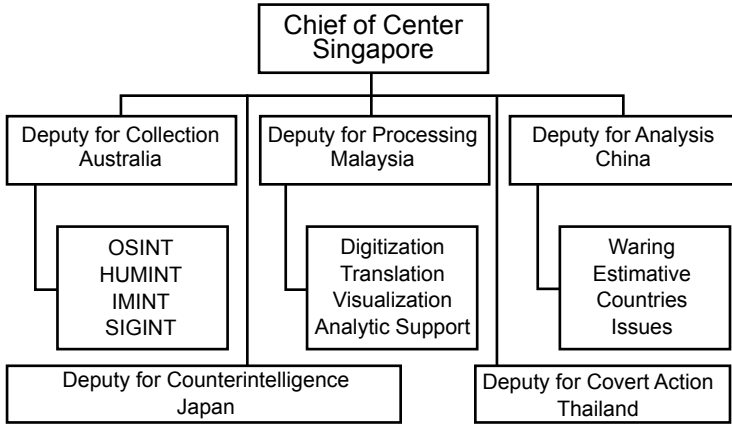 Chief of Center
Singapore
Deputy for Collection
Australia
Deputy for Processing
Malaysia
Deputy for Analysis
China
OSINT
HUMINT
IMINT
SIGINT
Digitization
Translation
Visualization
Analytic Support
Waring
Estimative
Countries
Issues
Deputy for Counterintelligence
Japan
Deputy for Covert Action
Thailand